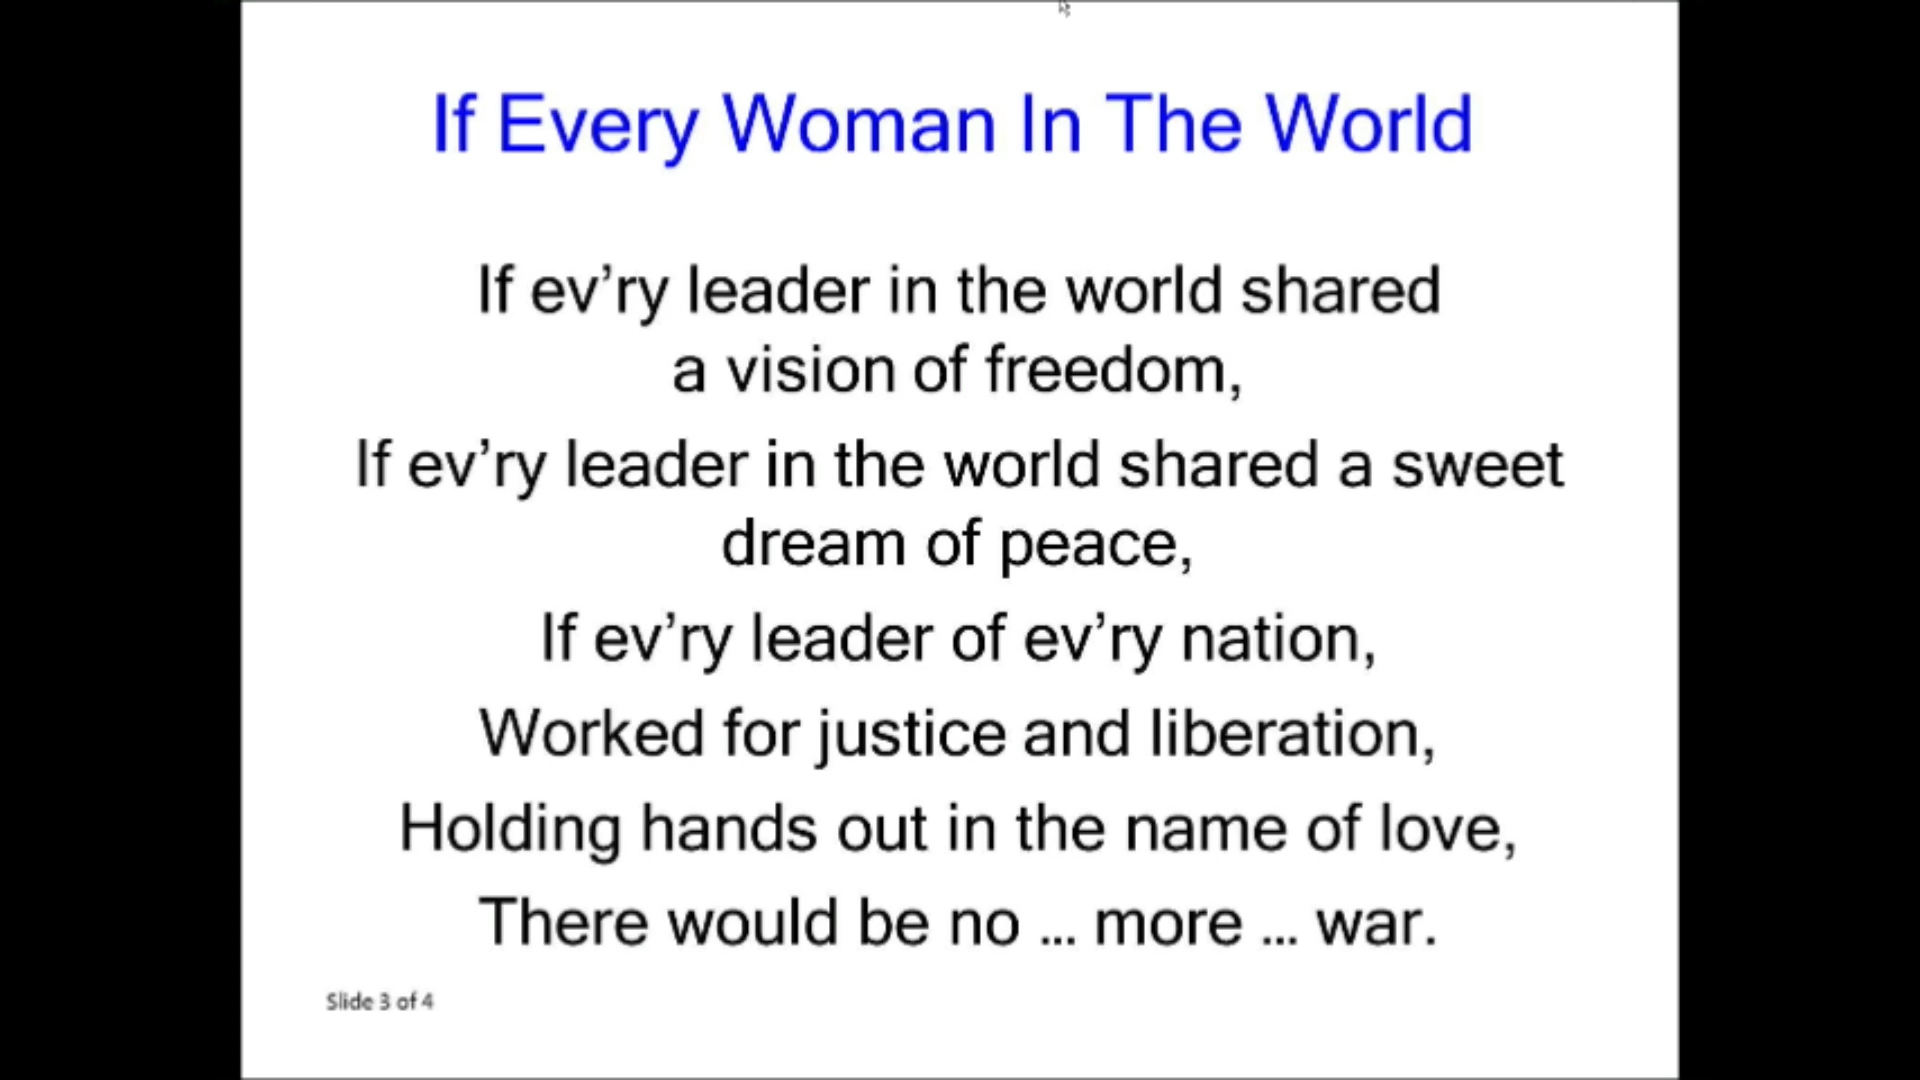 If Every Woman In The World
If ev’ry leader in the world shared
a vision of freedom,
If ev’ry leader in the world shared a sweet
dream of peace,
If ev’ry leader of ev’ry nation,
Worked for justice and liberation,
Holding hands out in the name of love,
There would be no ... more ... war.
Slide 3 of 4